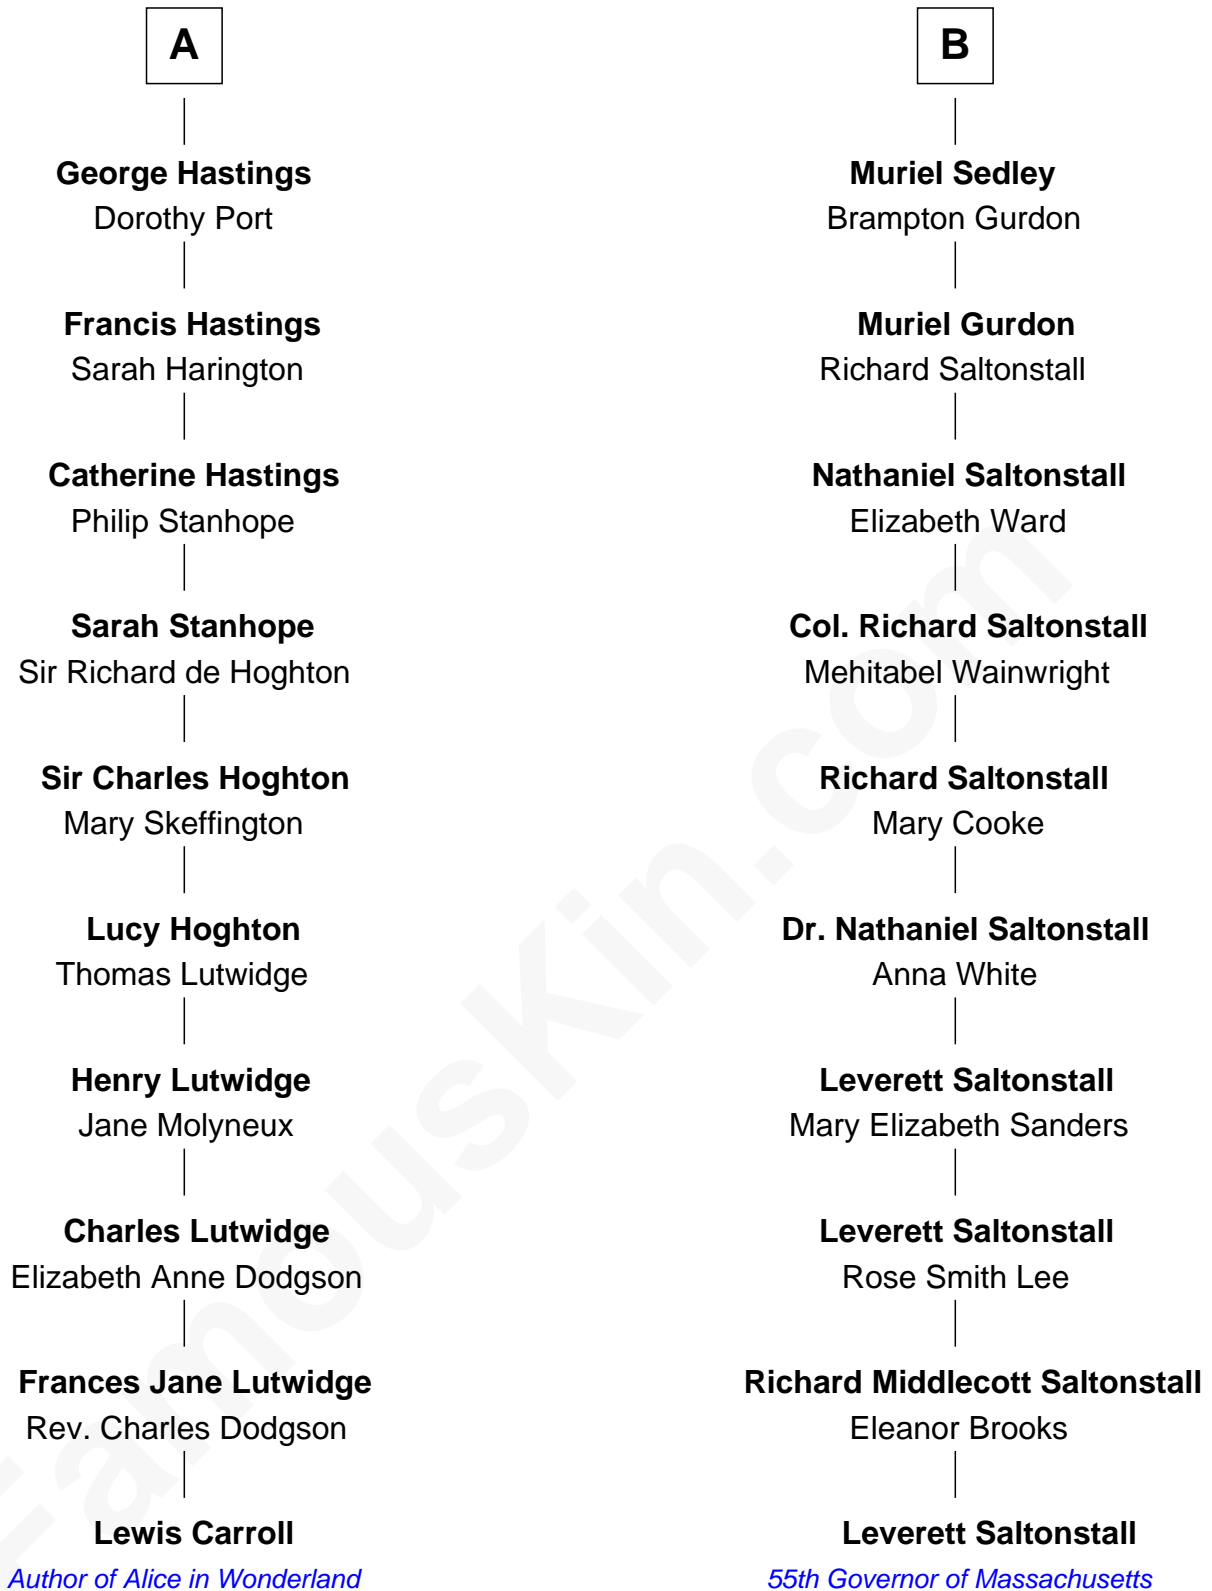 A
George Hastings
Dorothy Port
Francis Hastings
Sarah Harington
Catherine Hastings
Philip Stanhope
Sarah Stanhope
Sir Richard de Hoghton
Sir Charles Hoghton
Mary Skeffington
Lucy Hoghton
Thomas Lutwidge
Henry Lutwidge
Jane Molyneux
Charles Lutwidge
Elizabeth Anne Dodgson
Frances Jane Lutwidge
Rev. Charles Dodgson
Lewis Carroll
Author of Alice in Wonderland
B
Muriel Sedley
Brampton Gurdon
Muriel Gurdon
Richard Saltonstall
Nathaniel Saltonstall
Elizabeth Ward
Col. Richard Saltonstall
Mehitabel Wainwright
Richard Saltonstall
Mary Cooke
Dr. Nathaniel Saltonstall
Anna White
Leverett Saltonstall
Mary Elizabeth Sanders
Leverett Saltonstall
Rose Smith Lee
Richard Middlecott Saltonstall
Eleanor Brooks
Leverett Saltonstall
55th Governor of Massachusetts
FamousKin.com